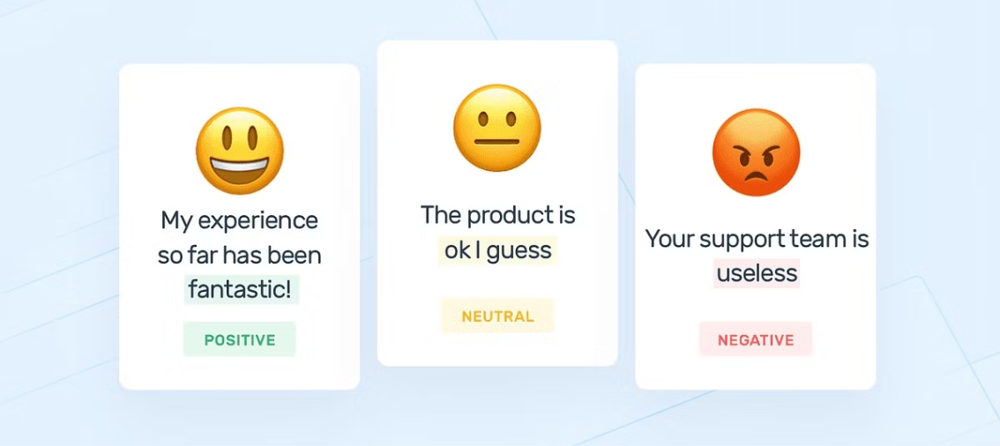 My experience
so far has been
fantastic!
POSITIVE
The product is
ok I guess
NEUTRAL
Your support team is
useless
NEGATIVE